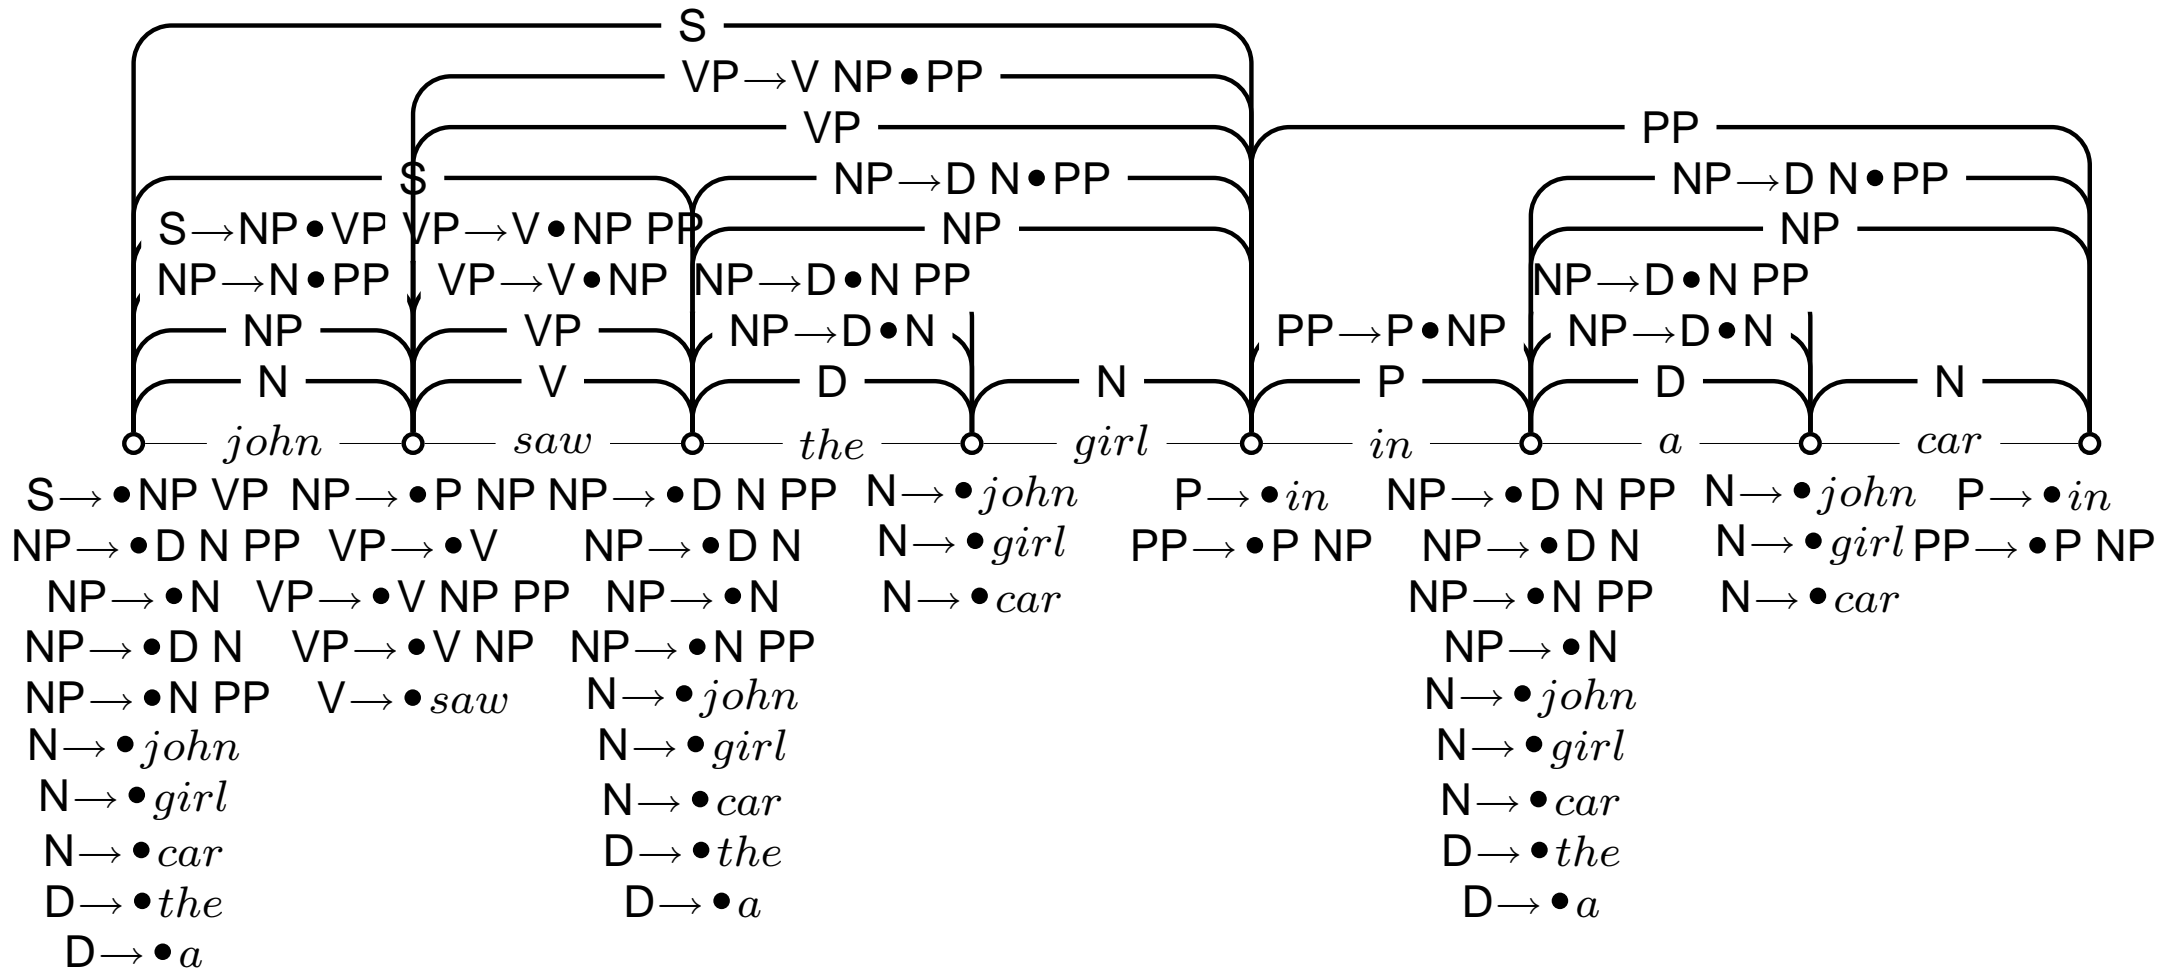 S
VP→V NP•PP
VP PP
S NP→D N•PP NP→D N•PP
S→NP•VP VP→V•NP PP NP NP
NP→N•PP VP→V•NP NP→D•N PP NP→D•N PP
NP VP NP→D•N PP→P•NP NP→D•N
N V D N P D N
john saw the girl in a car
S→•NP VP NP→•P NP NP→•D N PP N→•john P→•in NP→•D N PP N→•john P→•in
NP→•D N PP VP→•V NP→•D N N→•girl PP→•P NP NP→•D N N→•girl PP→•P NP
NP→•N VP→•V NP PP NP→•N N→•car NP→•N PP N→•car
NP→•D N VP→•V NP NP→•N PP NP→•N
NP→•N PP V→•saw N→•john N→•john
N→•john N→•girl N→•girl
N→•girl N→•car N→•car
N→•car D→•the D→•the
D→•the D→•a D→•a
D→•a